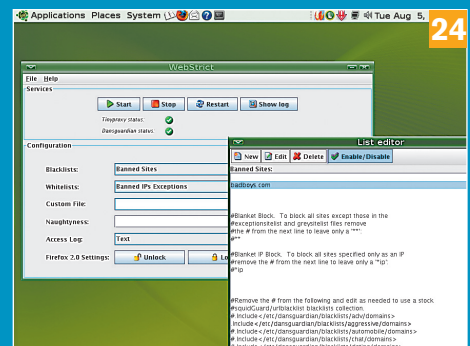 Applications Places System
Tue Aug 5,
24
WebStrict
File Help
Services
Start Stop Restart Show log
Tinyproxy status:
Dansguardian status:
Configuration
Blacklists: Banned Sites
Whitelists: Banned IPs Exceptions
Custom File:
Naughtyness:
Access Log: Text
Firefox 2.0 Settings: Unlock Lo
List editor
New Edit Delete Enable/Disable
Banned Sites:
badboys.com
#Blanket Block. To block all sites except those in the
#exceptionsitelist and greysitelist files remove
#the # from the next line to leave only a '**':
#**
#Blanket IP Block. To block all sites specified only as an IP
#remove the # from the next line to leave only a '*ip':
#*ip
#Remove the # from the following and edit as needed to use a stock
#squidGuard/urlblacklist blacklists collection.
#.Include</etc/dansguardian/blacklists/adv/domains>
.Include</etc/dansguardian/blacklists/aggressive/domains>
#.Include</etc/dansguardian/blacklists/automobile/domains>
#.Include</etc/dansguardian/blacklists/chat/domains>